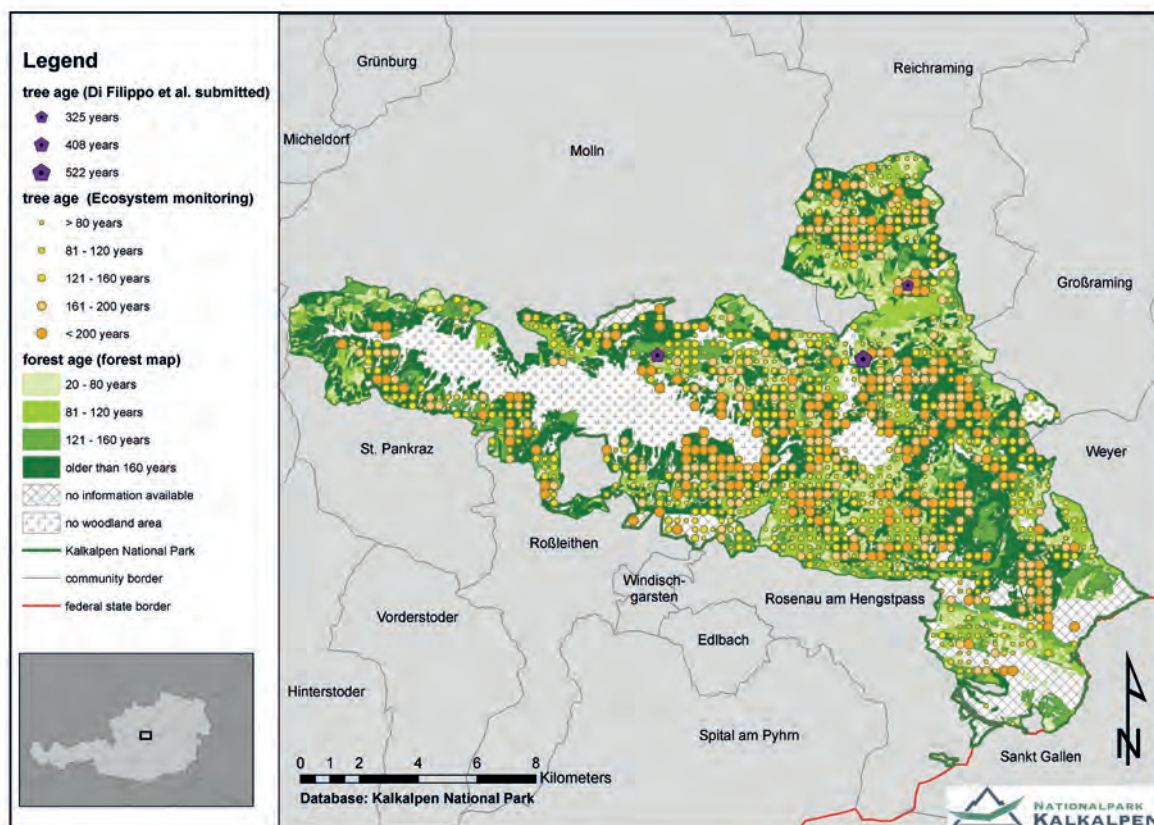 Legend
tree age (Di Filippo et al. submitted)
325 years
408 years
522 years
tree age (Ecosystem monitoring)
> 80 years
81 - 120 years
121 - 160 years
161 - 200 years
< 200 years
forest age (forest map)
20 - 80 years
81 - 120 years
121 - 160 years
older than 160 years
no information available
no woodland area
Kalkalpen National Park
community border
federal state border
Grünburg
Reichraming
Micheldorf
Molln
Großraming
Weyer
St. Pankraz
Roßleithen
Windisch-
garsten
Rosenau am Hengstpass
Vorderstoder
Edlbach
Hinterstoder
Spital am Pyhrn
Sankt Gallen
N
0 1 2 4 6 8
Kilometers
Database: Kalkalpen National Park
NATIONALPARK
KALKALPEN